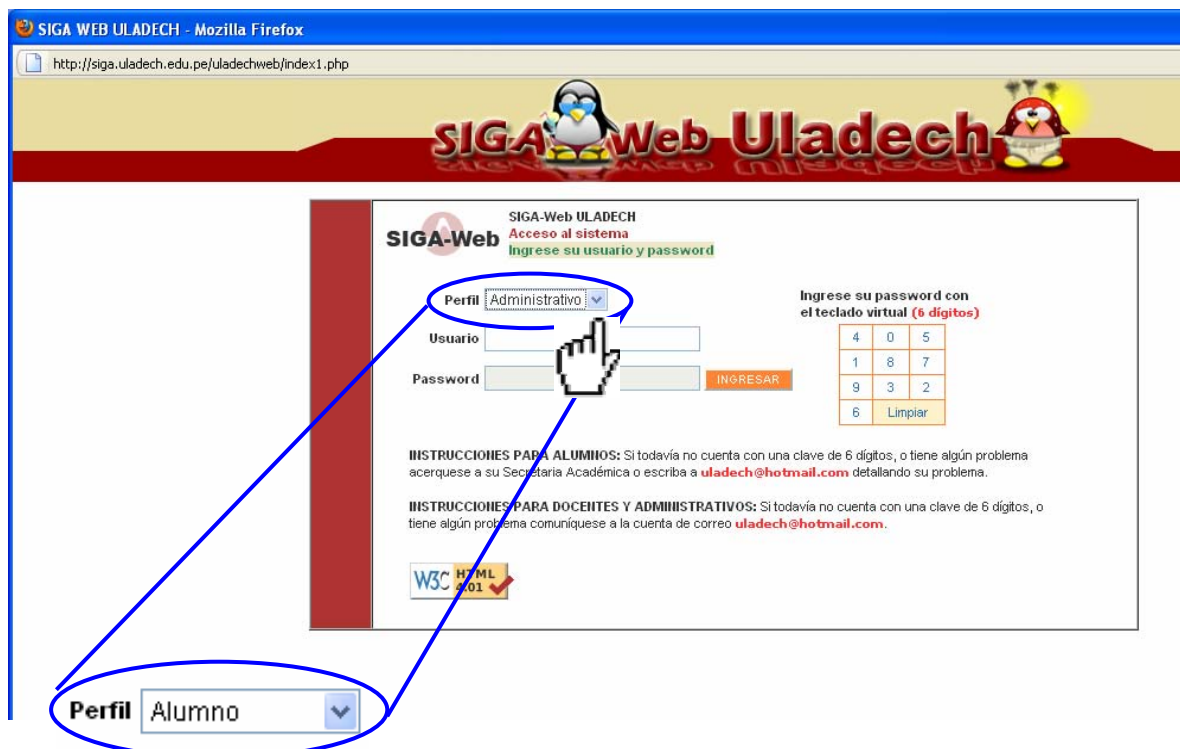 SIGA WEB ULADECH - Mozilla Firefox
http://siga.uladech.edu.pe/uladechweb/index1.php
SIGA Web Uladech
SIGA-Web
SIGA-Web ULADECH
Acceso al sistema
Ingrese su usuario y password
Perfil Administrativo
Usuario
Password INGRESAR
Ingrese su password con
el teclado virtual (6 dígitos)
4 0 5
1 8 7
9 3 2
6 Limpiar
INSTRUCCIONES PARA ALUMNOS: Si todavía no cuenta con una clave de 6 dígitos, o tiene algún problema
acerquese a su Secretaria Académica o escriba a uladech@hotmail.com detallando su problema.
INSTRUCCIONES PARA DOCENTES Y ADMINISTRATIVOS: Si todavía no cuenta con una clave de 6 dígitos, o
tiene algún problema comuníquese a la cuenta de correo uladech@hotmail.com.
W3C HTML
4.01
Perfil Alumno